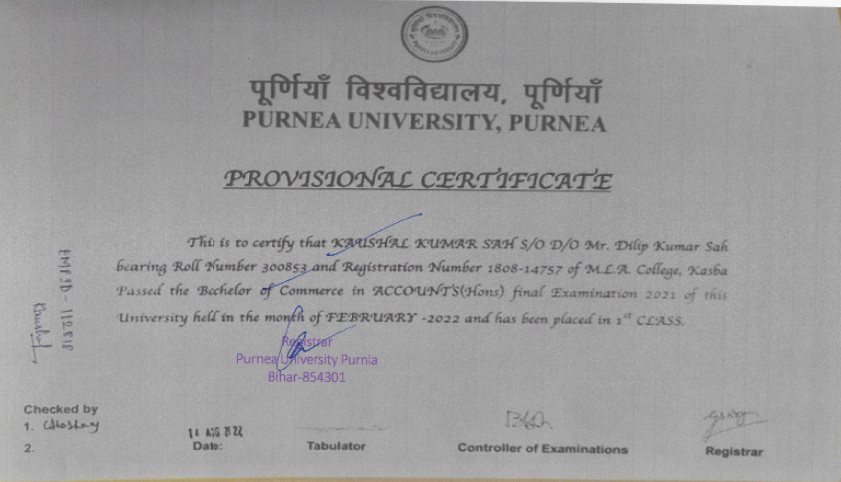 पूर्णियाँ विश्वविद्यालय, पूर्णियाँ
PURNEA UNIVERSITY, PURNEA
PROVISIONAL CERTIFICATE
This is to certify that KAUSHAL KUMAR SAH S/O D/O Mr. Dilip Kumar Sah
bearing Roll Number 300853 and Registration Number 1808-14757 of M.L.A. College, Kasba
Passed the Bechelor of Commerce in ACCOUNTS(Hons) final Examination 2021 of this
University hell in the month of FEBRUARY -2022 and has been placed in 1st CLASS.
Registrar
Purnea University Purnia
Bihar-854301
Checked by
1.
2.
Date:
Tabulator
Controller of Examinations
Registrar